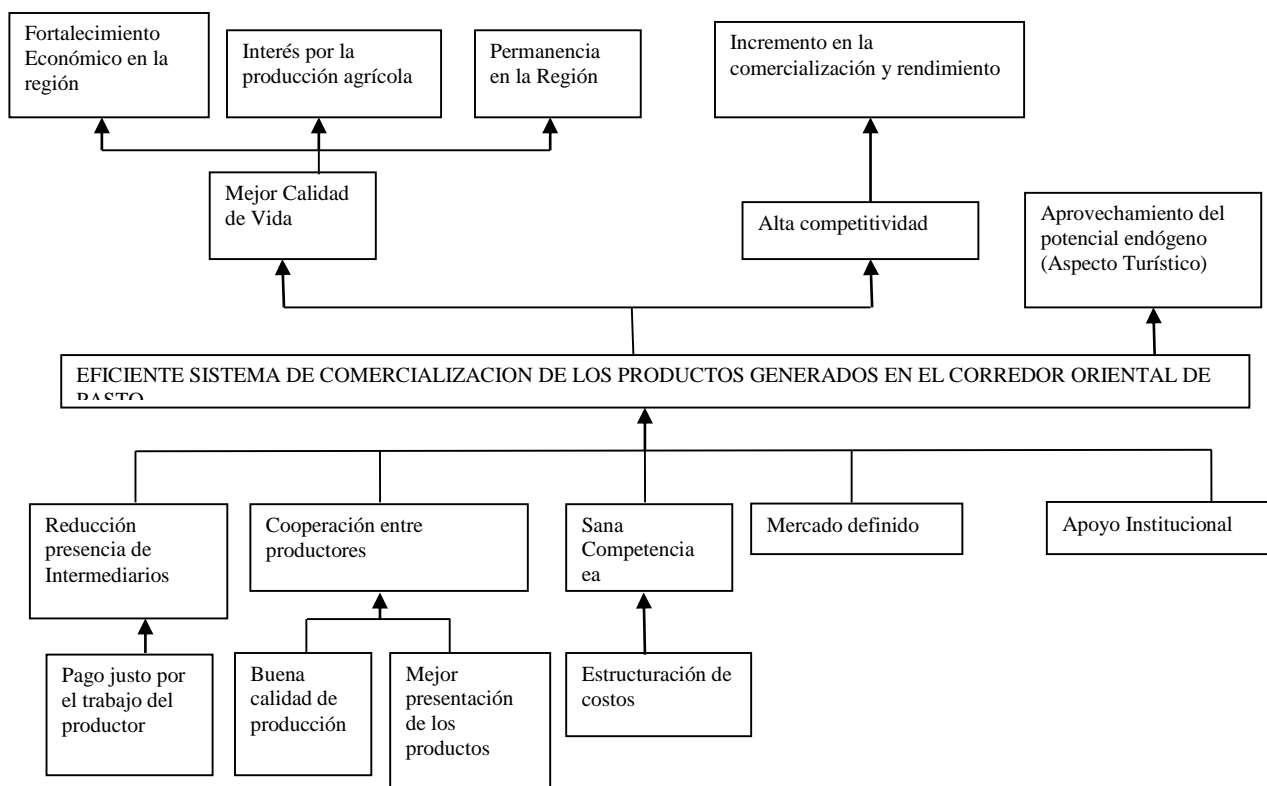 Fortalecimiento
Económico en la
región
Interés por la
producción agrícola
Permanencia
en la Región
Incremento en la
comercialización y rendimiento
Mejor Calidad
de Vida
Alta competitividad
Aprovechamiento del
potencial endógeno
(Aspecto Turístico)
EFICIENTE SISTEMA DE COMERCIALIZACION DE LOS PRODUCTOS GENERADOS EN EL CORREDOR ORIENTAL DE
PASTO
Reducción
presencia de
Intermediarios
Cooperación entre
productores
Sana
Competencia
ea
Mercado definido
Apoyo Institucional
Pago justo por
el trabajo del
productor
Buena
calidad de
producción
Mejor
presentación
de los
productos
Estructuración de
costos